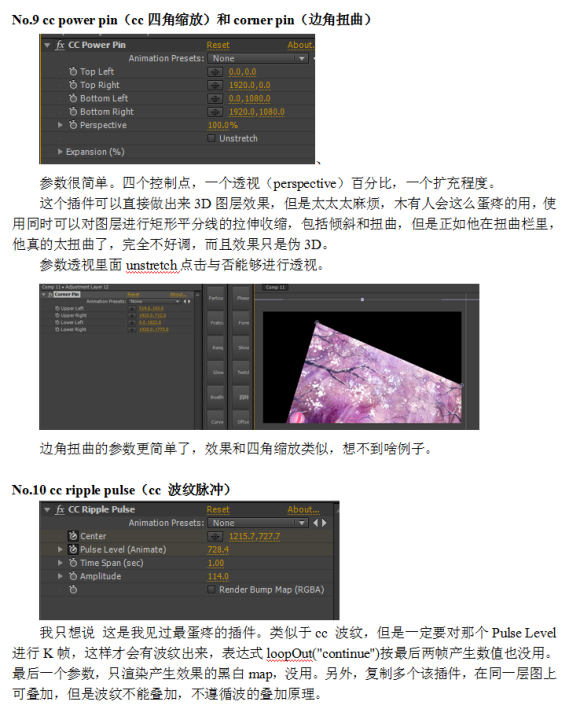 No.9 cc power pin（cc 四角缩放）和 corner pin（边角扭曲）
fx CC Power Pin Reset About..
Animation Presets: None
Top Left 0.0,0.0
Top Right 1920.0,0.0
Bottom Left 0.0,1080.0
Bottom Right 1920.0,1080.0
Perspective 100.0%
Unstretch
Expansion (%)
、
参数很简单。四个控制点，一个透视（perspective）百分比，一个扩充程度。
这个插件可以直接做出来 3D 图层效果，但是太太太麻烦，木有人会这么蛋疼的用，使
用同时可以对图层进行矩形平分线的拉伸收缩，包括倾斜和扭曲，但是正如他在扭曲栏里，
他真的太扭曲了，完全不好调，而且效果只是伪 3D。
参数透视里面 unstretch 点击与否能够进行透视。
Comp 11 • Adjustment Layer 12
Corner Pin Reset About..
Animation Presets: None
Upper Left
Upper Right
Lower Left
Lower Right
Comp 11
边角扭曲的参数更简单了，效果和四角缩放类似，想不到啥例子。
No.10 cc ripple pulse（cc 波纹脉冲）
fx CC Ripple Pulse Reset About...
Animation Presets: None
Center 1215.7,727.7
Pulse Level (Animate) 728.4
Time Span (sec) 1.00
Amplitude 114.0
Render Bump Map (RGBA)
我只想说 这是我见过最蛋疼的插件。类似于 cc 波纹，但是一定要对那个 Pulse Level
进行 K 帧，这样才会有波纹出来，表达式 loopOut("continue")按最后两帧产生数值也没用。
最后一个参数，只渲染产生效果的黑白 map，没用。另外，复制多个该插件，在同一层图上
可叠加，但是波纹不能叠加，不遵循波的叠加原理。